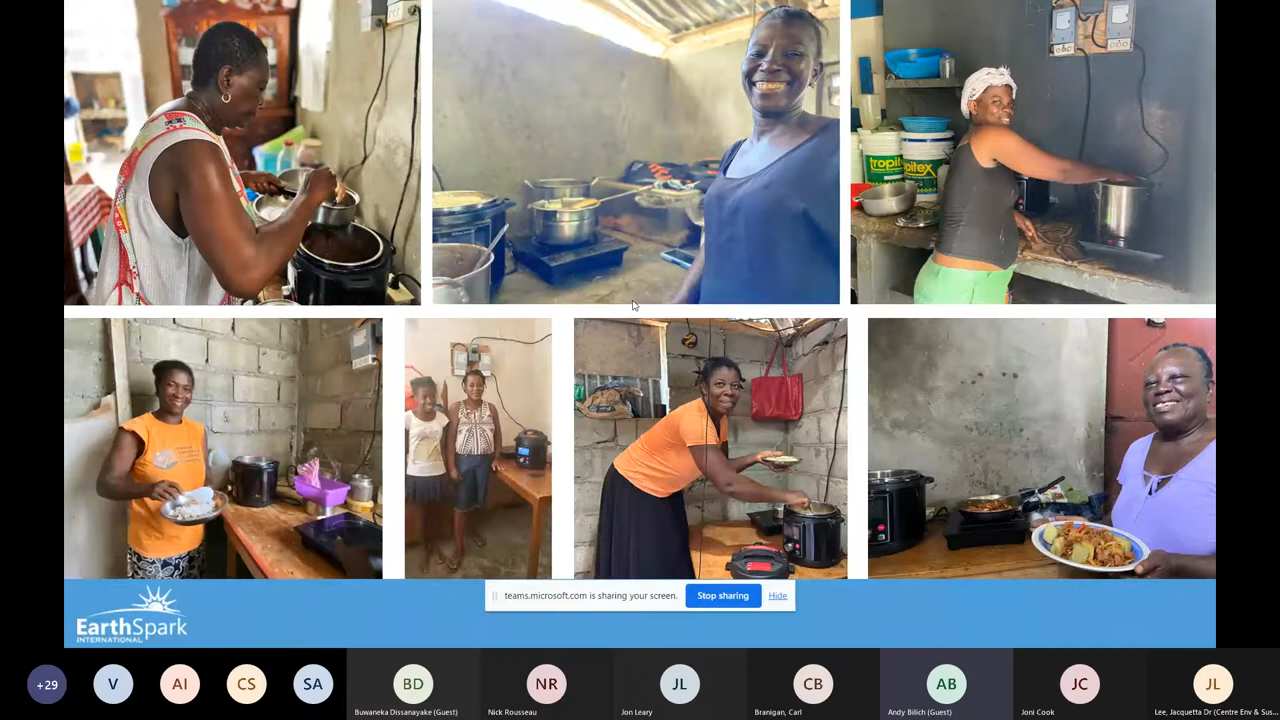 tropitex
teams.microsoft.com is sharing your screen.
Stop sharing
Hide
EarthSpark
INTERNATIONAL
+29
V
AI
CS
SA
BD
NR
JL
CB
AB
JC
JL
Buwaneka Dissanayake (Guest)
Nick Rousseau
Jon Leary
Branigan, Carl
Andy Bilich (Guest)
Joni Cook
Lee, Jacquetta Dr (Centre Env & Sus...